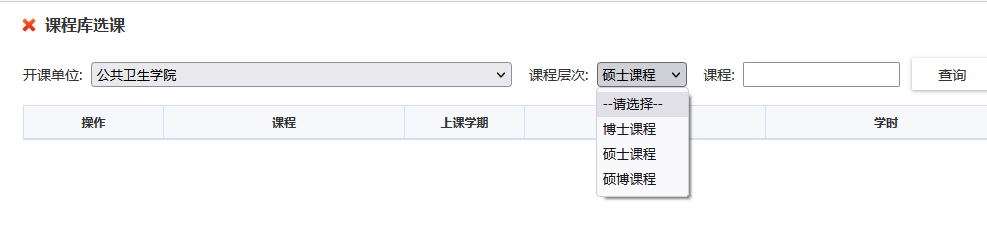 课程库选课
开课单位: 公共卫生学院 课程层次: 硕士课程 课程: 查询
--请选择--
博士课程
硕士课程
硕博课程
操作 课程 上课学期 学时